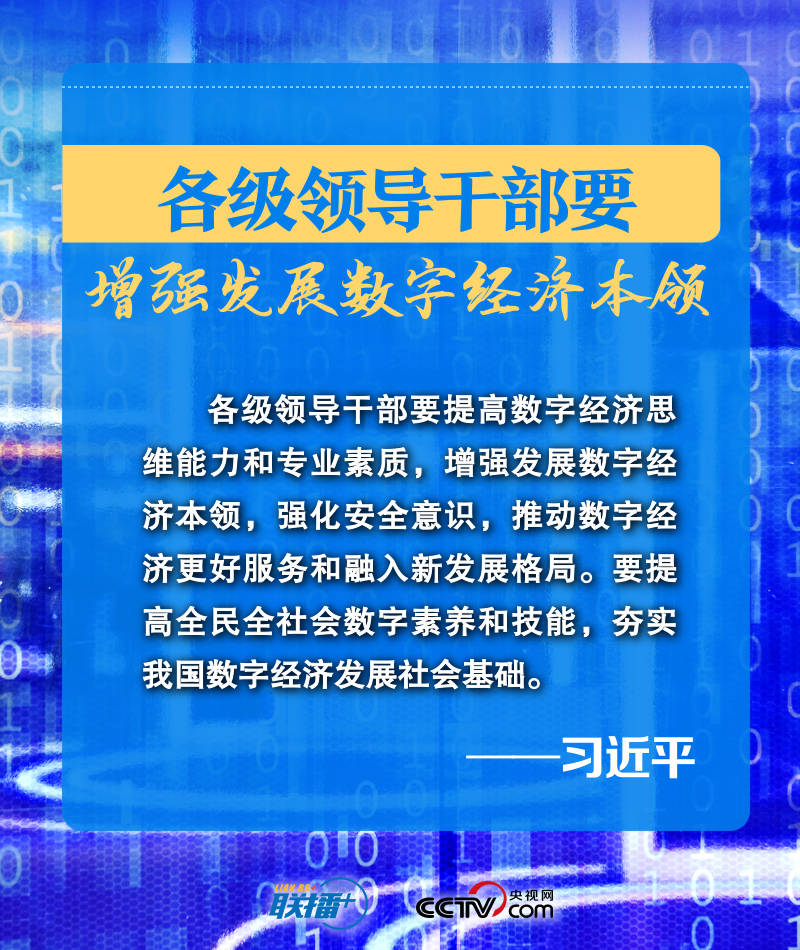 各级领导干部要
增强发展数字经济本领
各级领导干部要提高数字经济思
维能力和专业素质，增强发展数字经
济本领，强化安全意识，推动数字经
济更好服务和融入新发展格局。要提
高全民全社会数字素养和技能，夯实
我国数字经济发展社会基础。
——习近平
LIAN BO+
联播+
CCTV.com 央视网